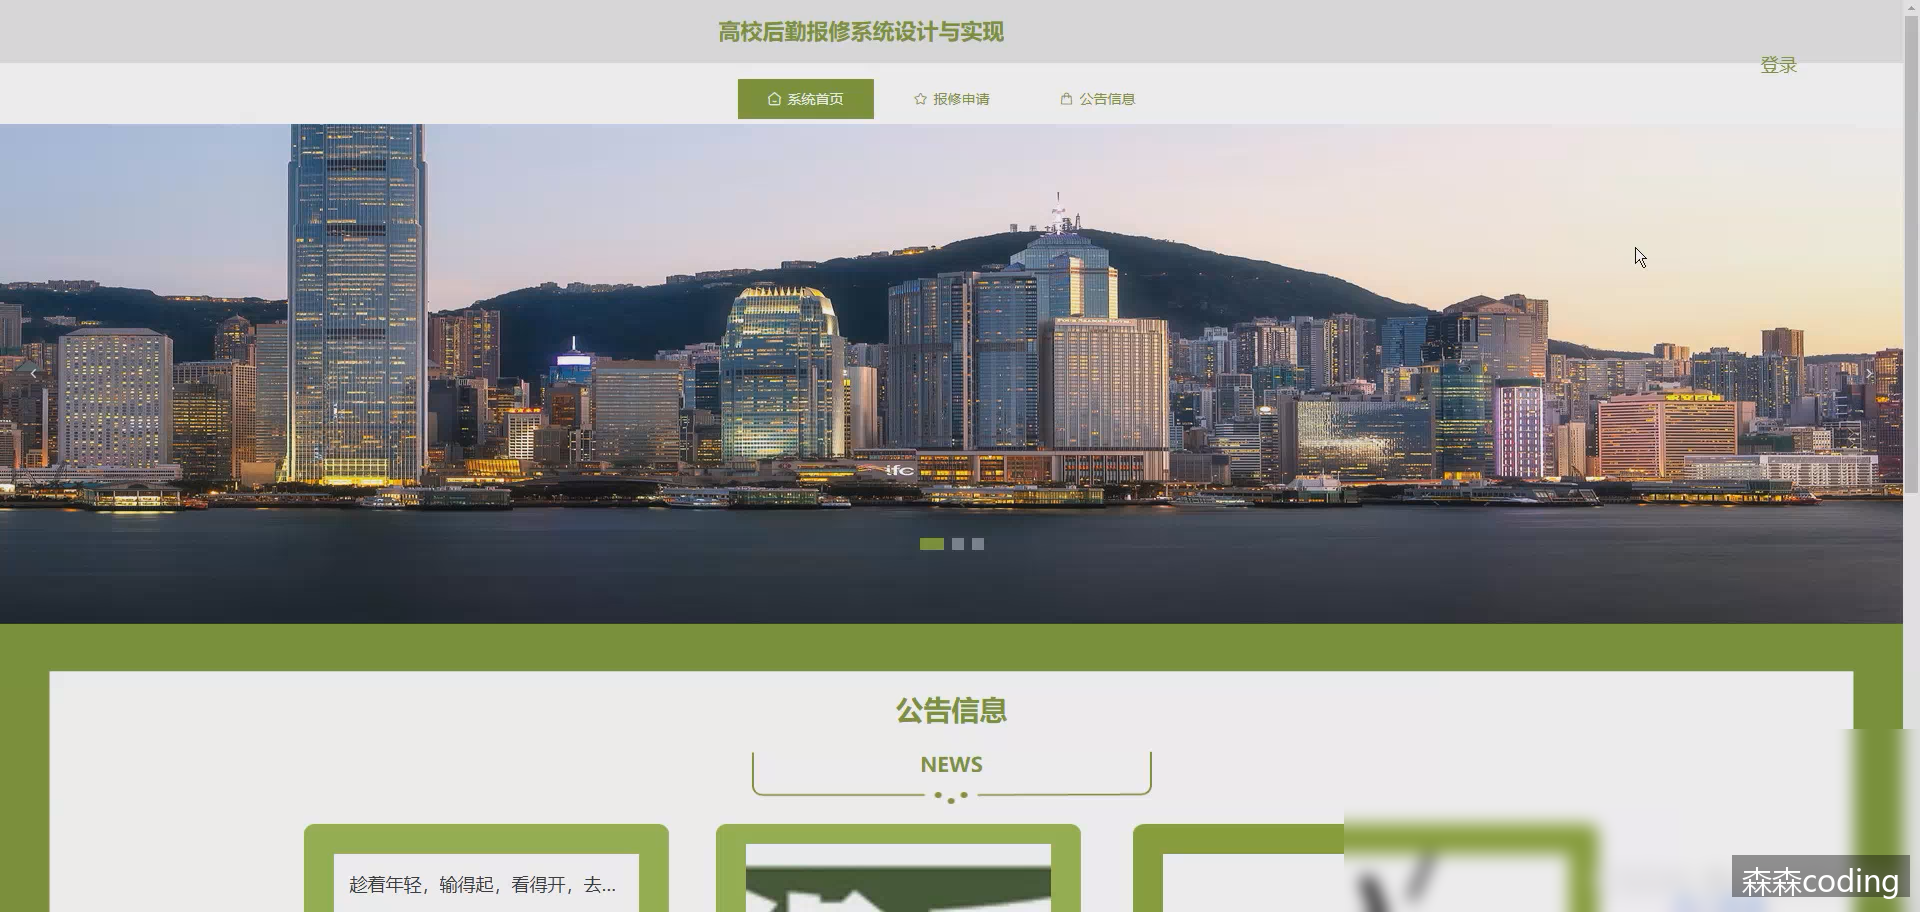 高校后勤报修系统设计与实现
登录
系统首页
报修申请
公告信息
ifc
公告信息
NEWS
趁着年轻，输得起，看得开，去...
森森coding